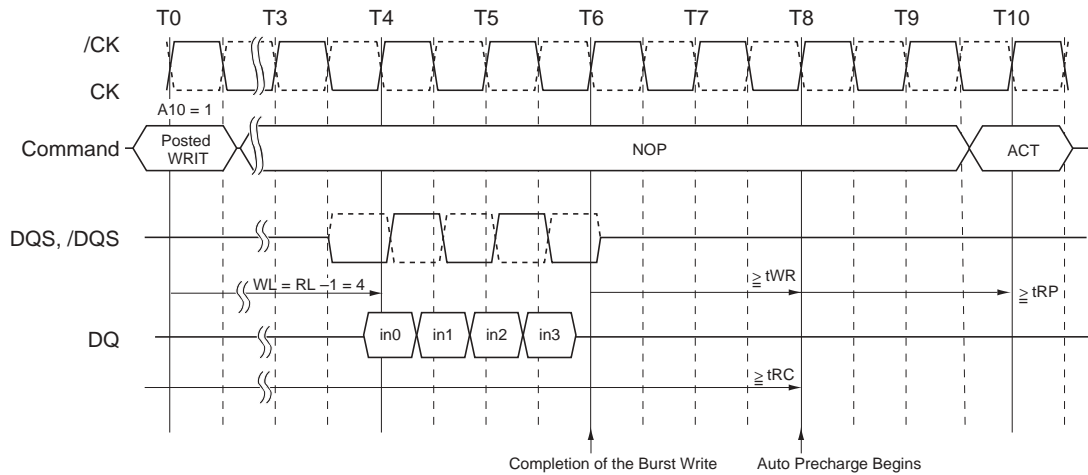 T0 T3 T4 T5 T6 T7 T8 T9 T10
/CK
CK
A10 = 1
Command
Posted
WRIT
NOP
ACT
DQS, /DQS
WL = RL –1 = 4
≧ tWR
≧ tRP
DQ
in0 in1 in2 in3
≧ tRC
Completion of the Burst Write
Auto Precharge Begins